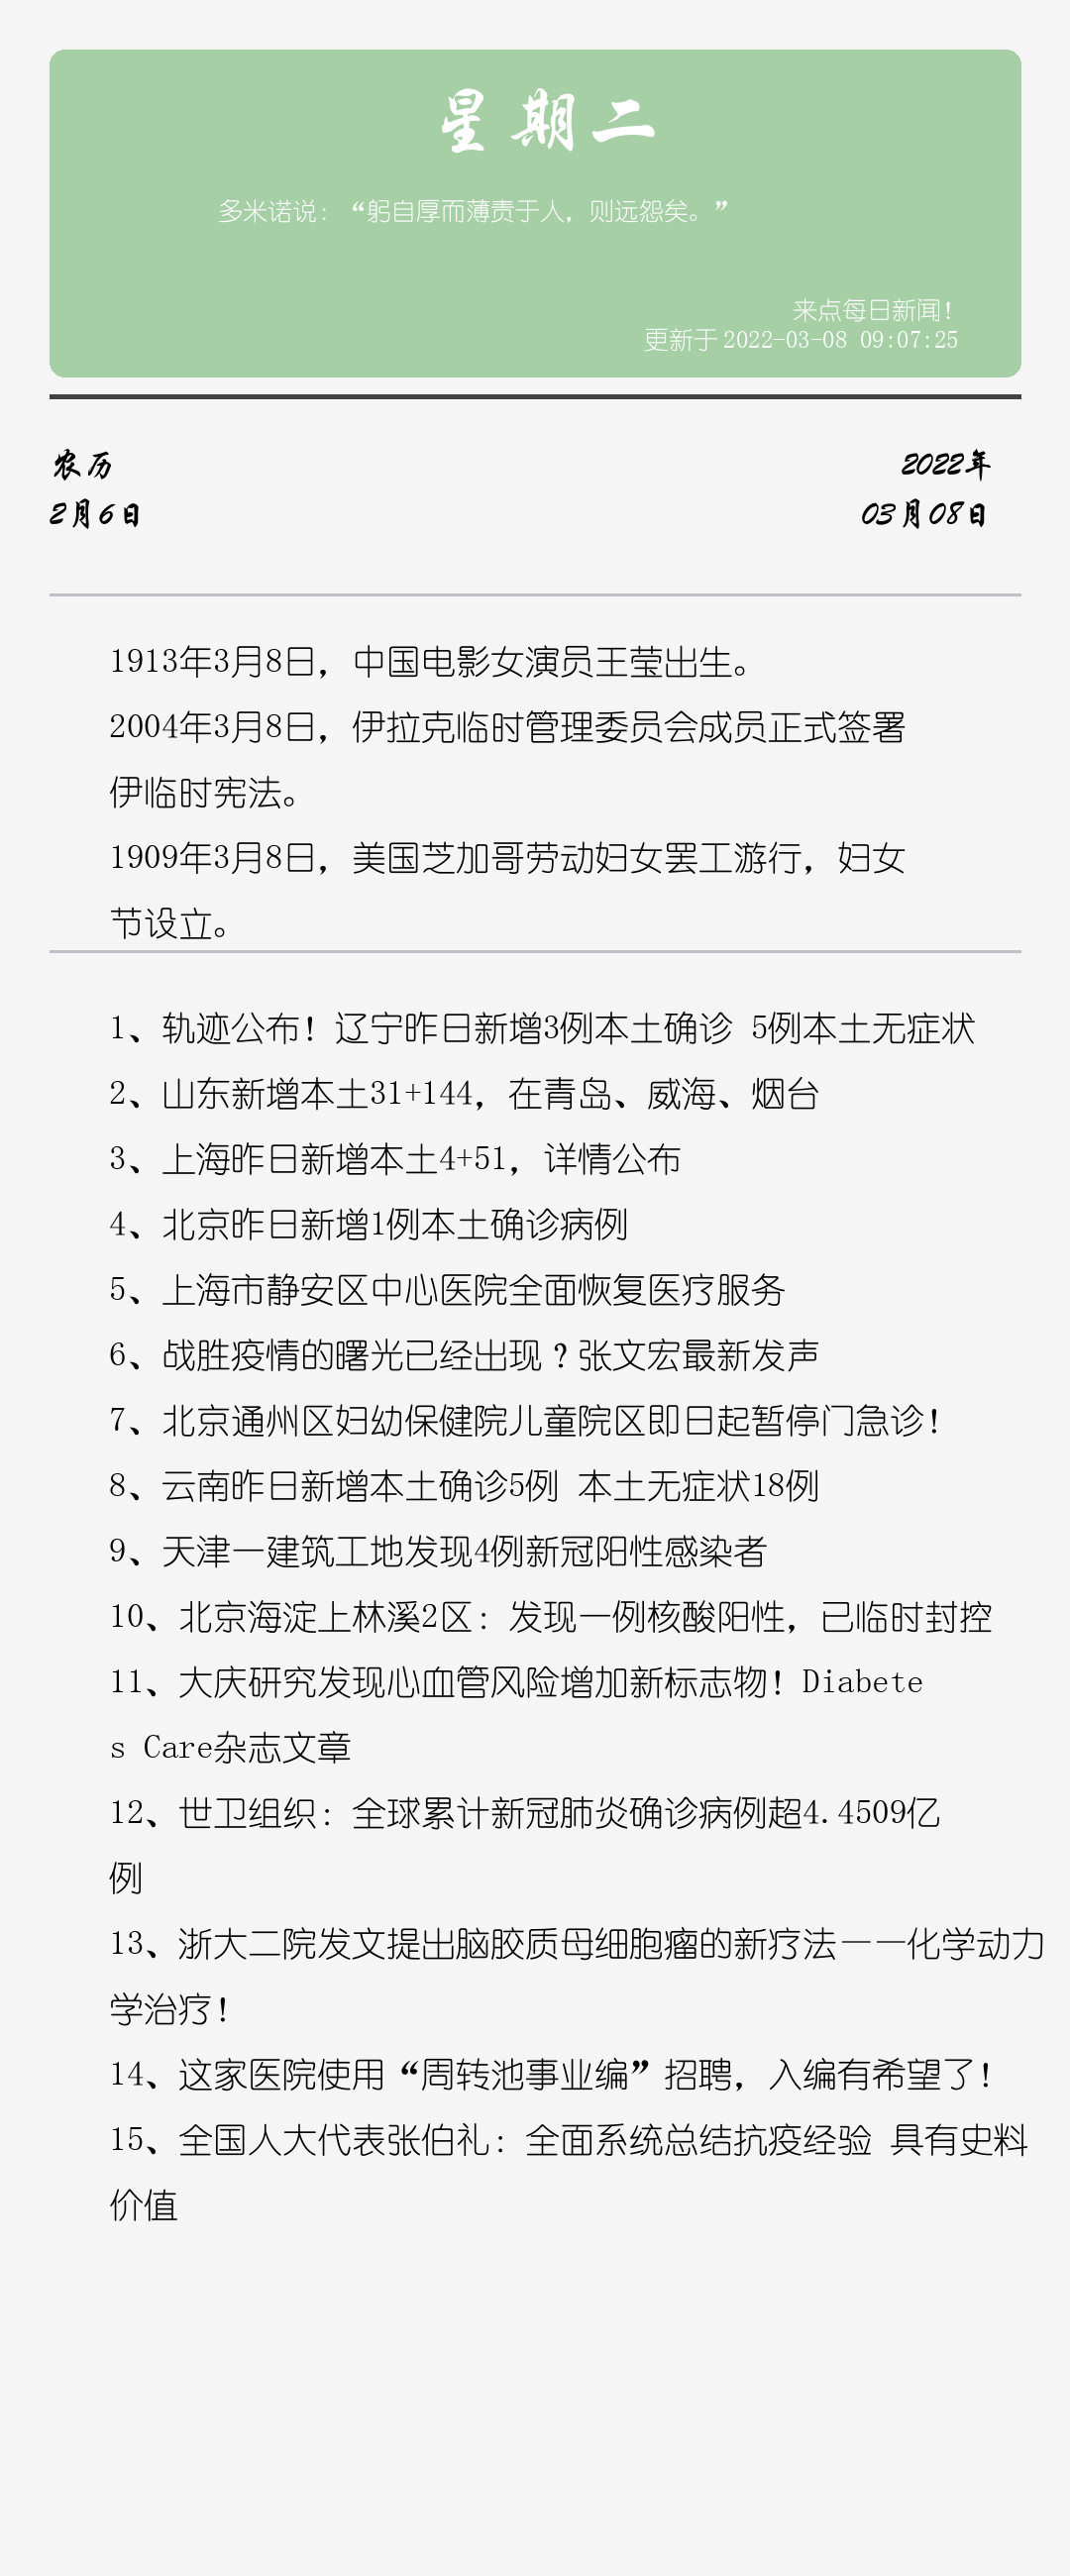 星期二
多米诺说：“躬自厚而薄责于人，则远怨矣。”
来点每日新闻！
更新于 2022-03-08 09:07:25
农历
2022年
2月6日
03月08日
1913年3月8日，中国电影女演员王莹出生。
2004年3月8日，伊拉克临时管理委员会成员正式签署
伊临时宪法。
1909年3月8日，美国芝加哥劳动妇女罢工游行，妇女
节设立。
1、轨迹公布！辽宁昨日新增3例本土确诊 5例本土无症状
2、山东新增本土31+144，在青岛、威海、烟台
3、上海昨日新增本土4+51，详情公布
4、北京昨日新增1例本土确诊病例
5、上海市静安区中心医院全面恢复医疗服务
6、战胜疫情的曙光已经出现？张文宏最新发声
7、北京通州区妇幼保健院儿童院区即日起暂停门急诊！
8、云南昨日新增本土确诊5例 本土无症状18例
9、天津一建筑工地发现4例新冠阳性感染者
10、北京海淀上林溪2区：发现一例核酸阳性，已临时封控
11、大庆研究发现心血管风险增加新标志物！Diabete
s Care杂志文章
12、世卫组织：全球累计新冠肺炎确诊病例超4.4509亿
例
13、浙大二院发文提出脑胶质母细胞瘤的新疗法——化学动力
学治疗！
14、这家医院使用“周转池事业编”招聘，入编有希望了！
15、全国人大代表张伯礼：全面系统总结抗疫经验 具有史料
价值